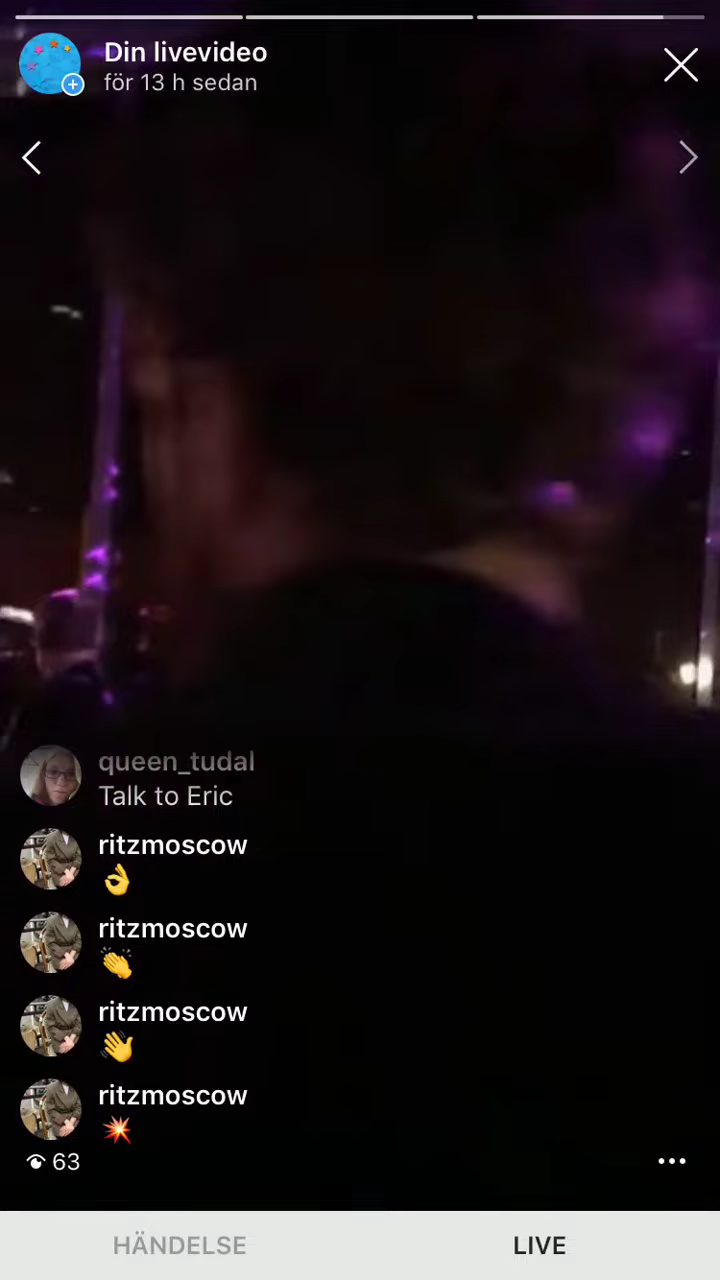 Din livevideo
för 13 h sedan
queen_tudal
Talk to Eric
ritzmoscow
👌
ritzmoscow
👏
ritzmoscow
👋
ritzmoscow
💥
63
HÄNDELSE
LIVE